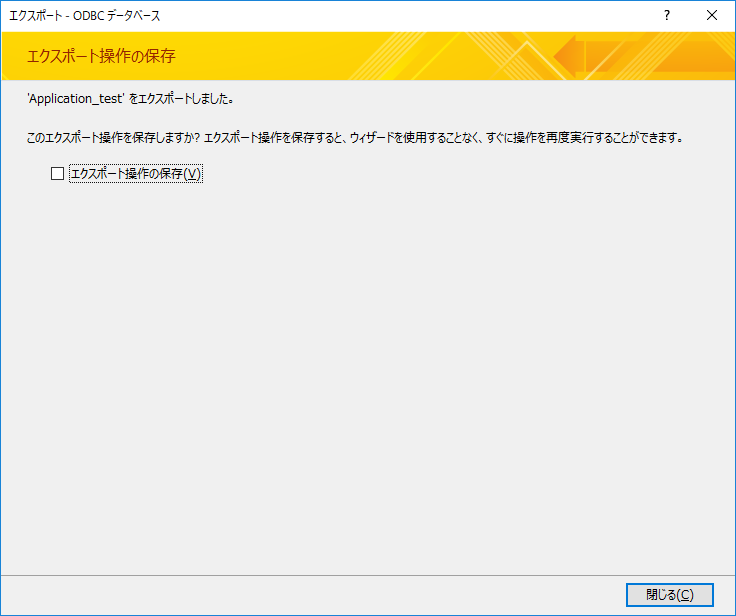 エクスポート - ODBC データベース
?
エクスポート操作の保存
'Application_test' をエクスポートしました。
このエクスポート操作を保存しますか? エクスポート操作を保存すると、ウィザードを使用することなく、すぐに操作を再度実行することができます。
エクスポート操作の保存(V)
閉じる(C)